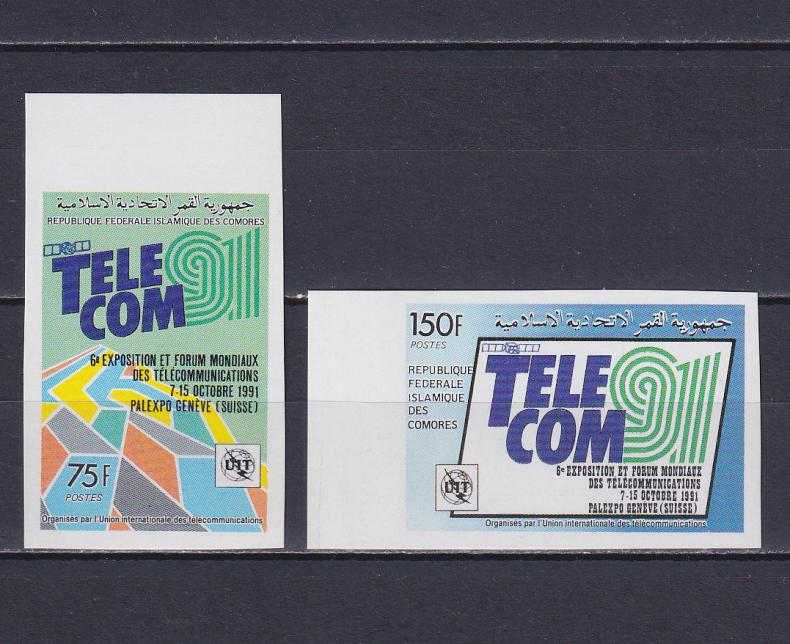 جمهورية القمر الاتحادية الاسلامية
REPUBLIQUE FEDERALE ISLAMIQUE DES COMORES
TELE
COM 91
6e EXPOSITION ET FORUM MONDIAUX
DES TÉLÉCOMMUNICATIONS
7-15 OCTOBRE 1991
PALEXPO GENÈVE (SUISSE)
75F
POSTES
UIT
Organisés par l'Union internationale des télécommunications
150F
POSTES
جمهورية القمر الاتحادية الاسلامية
REPUBLIQUE
FEDERALE
ISLAMIQUE
DES
COMORES
TELE
COM 91
6e EXPOSITION ET FORUM MONDIAUX
DES TÉLÉCOMMUNICATIONS
7-15 OCTOBRE 1991
PALEXPO GENÈVE (SUISSE)
UIT
Organisés par l'Union internationale des télécommunications